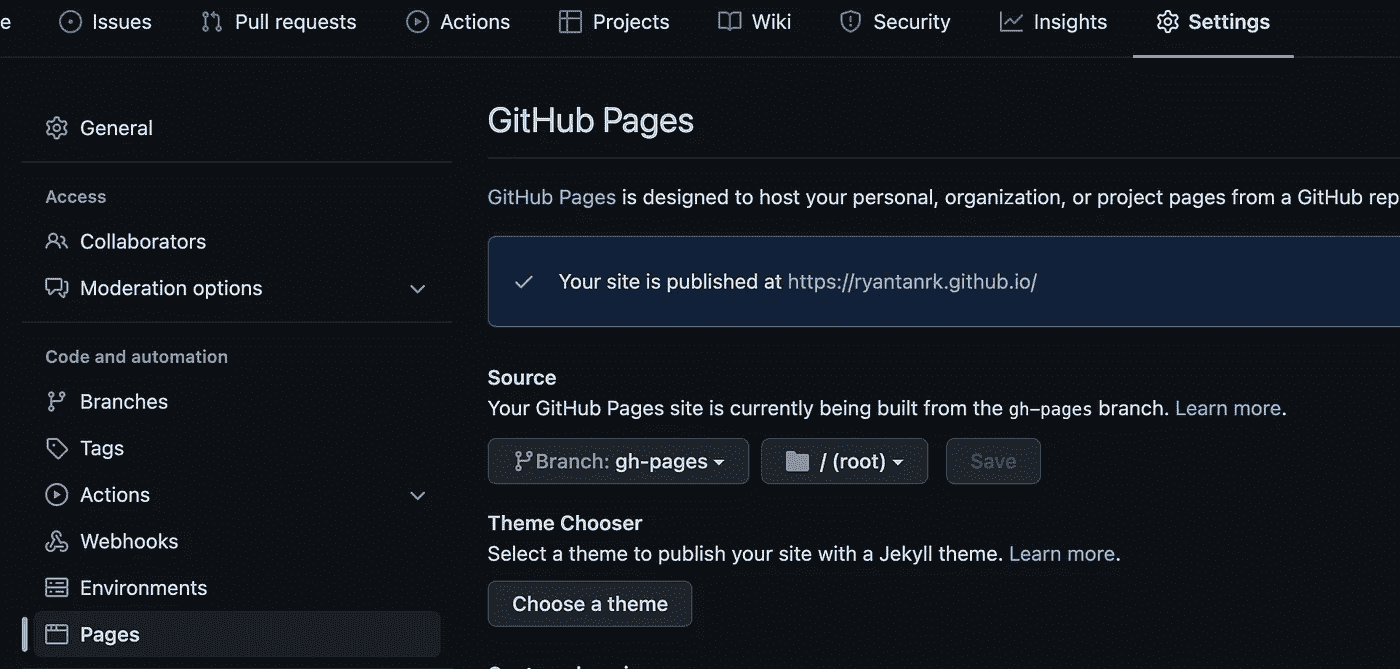 e Issues Pull requests Actions Projects Wiki Security Insights Settings
General
Access
Collaborators
Moderation options
Code and automation
Branches
Tags
Actions
Webhooks
Environments
Pages
GitHub Pages
GitHub Pages is designed to host your personal, organization, or project pages from a GitHub rep
Your site is published at https://ryantanrk.github.io/
Source
Your GitHub Pages site is currently being built from the gh-pages branch. Learn more.
Branch: gh-pages / (root) Save
Theme Chooser
Select a theme to publish your site with a Jekyll theme. Learn more.
Choose a theme